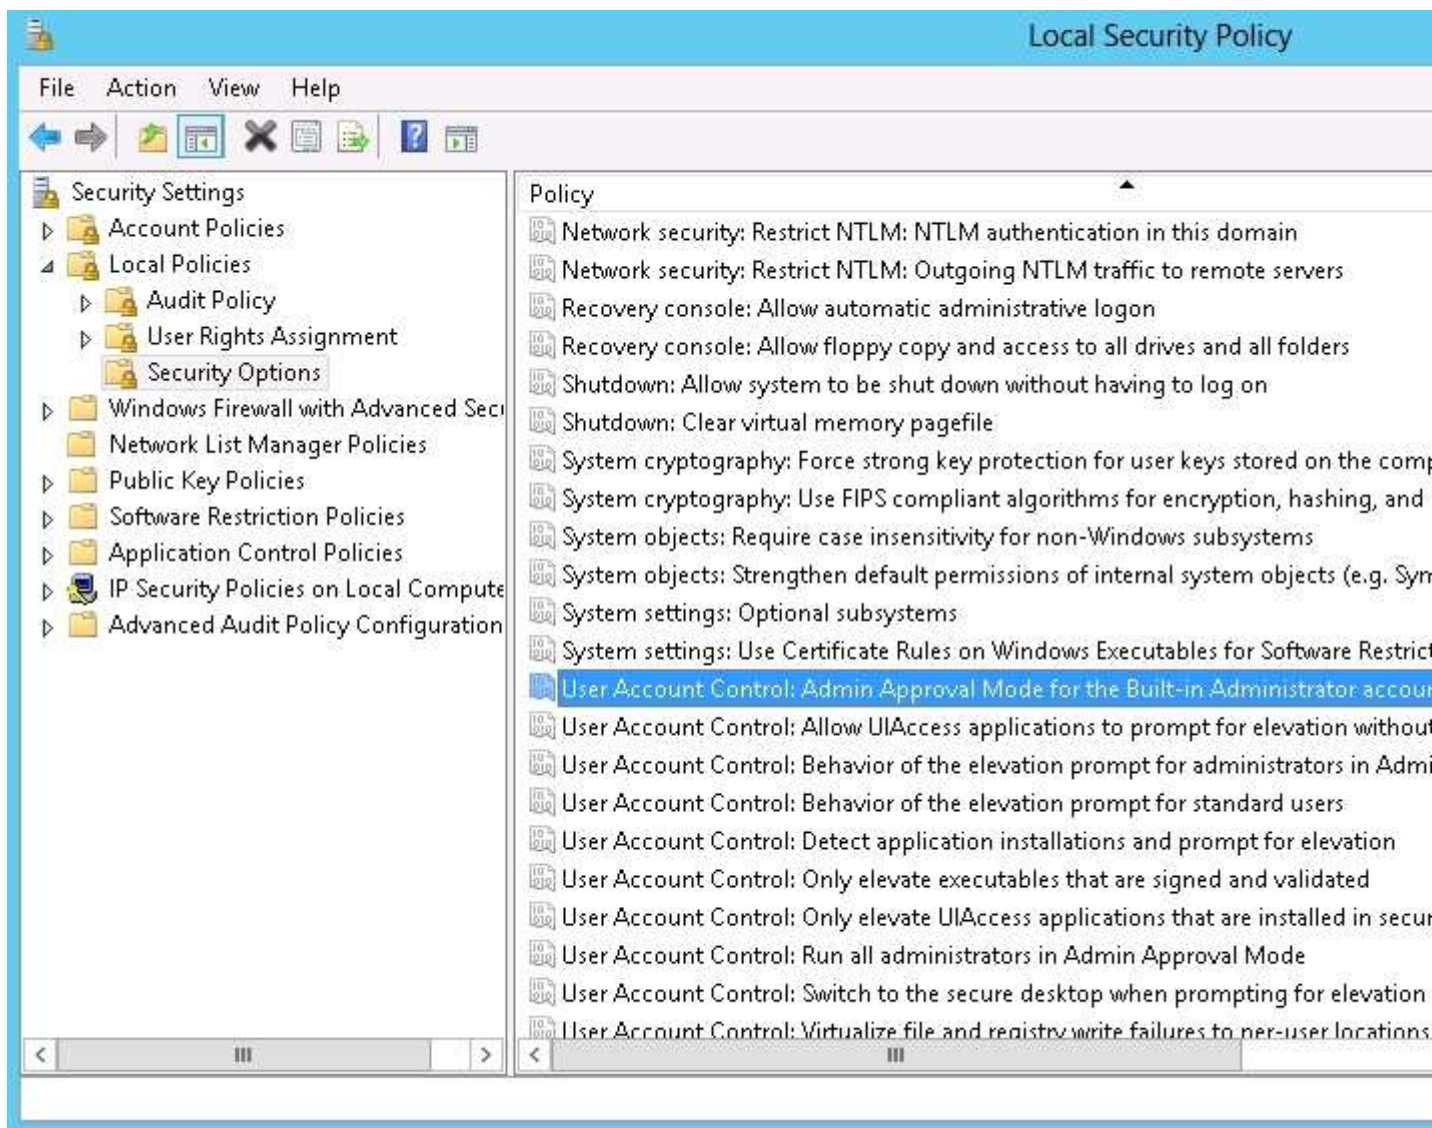 Local Security Policy
File Action View Help
Security Settings
Account Policies
Local Policies
Audit Policy
User Rights Assignment
Security Options
Windows Firewall with Advanced Sec
Network List Manager Policies
Public Key Policies
Software Restriction Policies
Application Control Policies
IP Security Policies on Local Compute
Advanced Audit Policy Configuration
Policy
Network security: Restrict NTLM: NTLM authentication in this domain
Network security: Restrict NTLM: Outgoing NTLM traffic to remote servers
Recovery console: Allow automatic administrative logon
Recovery console: Allow floppy copy and access to all drives and all folders
Shutdown: Allow system to be shut down without having to log on
Shutdown: Clear virtual memory pagefile
System cryptography: Force strong key protection for user keys stored on the comp
System cryptography: Use FIPS compliant algorithms for encryption, hashing, and
System objects: Require case insensitivity for non-Windows subsystems
System objects: Strengthen default permissions of internal system objects (e.g. Sym
System settings: Optional subsystems
System settings: Use Certificate Rules on Windows Executables for Software Restrict
User Account Control: Admin Approval Mode for the Built-in Administrator accour
User Account Control: Allow UIAccess applications to prompt for elevation without
User Account Control: Behavior of the elevation prompt for administrators in Admi
User Account Control: Behavior of the elevation prompt for standard users
User Account Control: Detect application installations and prompt for elevation
User Account Control: Only elevate executables that are signed and validated
User Account Control: Only elevate UIAccess applications that are installed in secur
User Account Control: Run all administrators in Admin Approval Mode
User Account Control: Switch to the secure desktop when prompting for elevation
User Account Control: Virtualize file and registry write failures to per-user locations